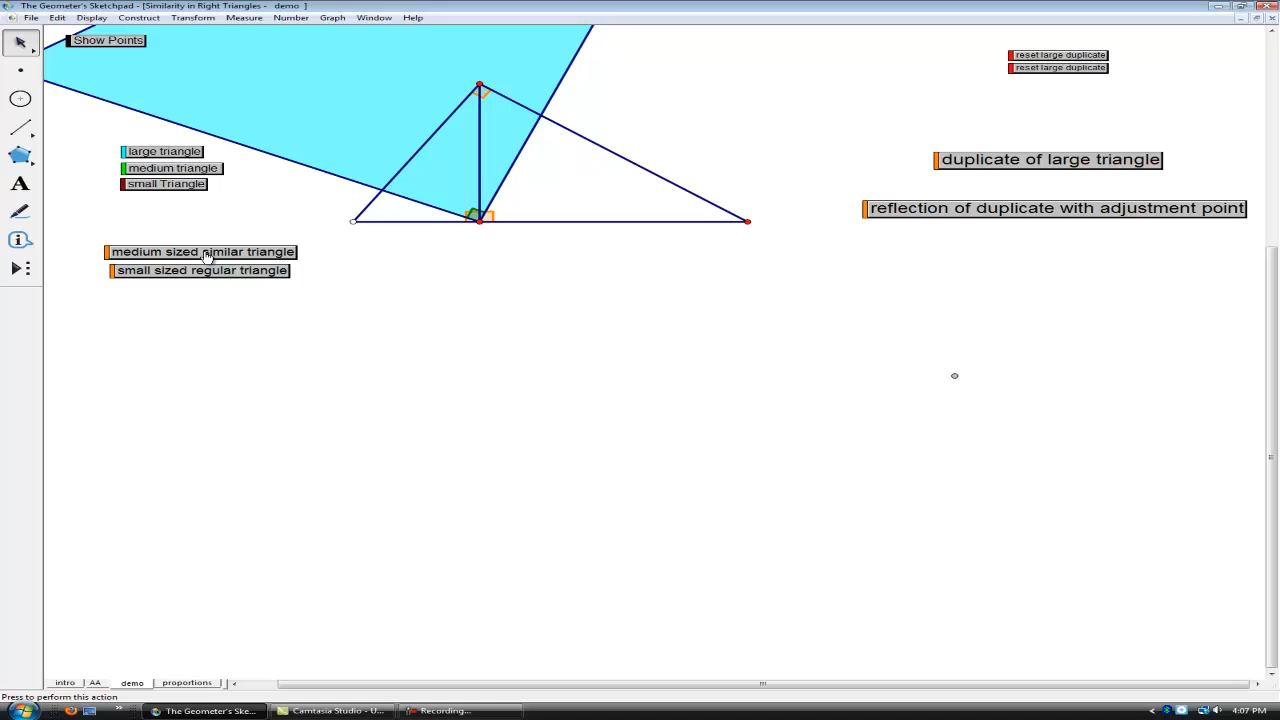 The Geometer's Sketchpad - [Similarity in Right Triangles - demo ]
File Edit Display Construct Transform Measure Number Graph Window Help
Show Points
reset large duplicate
reset large duplicate
large triangle
medium triangle
small Triangle
duplicate of large triangle
reflection of duplicate with adjustment point
medium sized similar triangle
small sized regular triangle
A
intro AA demo proportions
Press to perform this action
The Geometer's Ske... Camtasia Studio - U... Recording... 4:07 PM